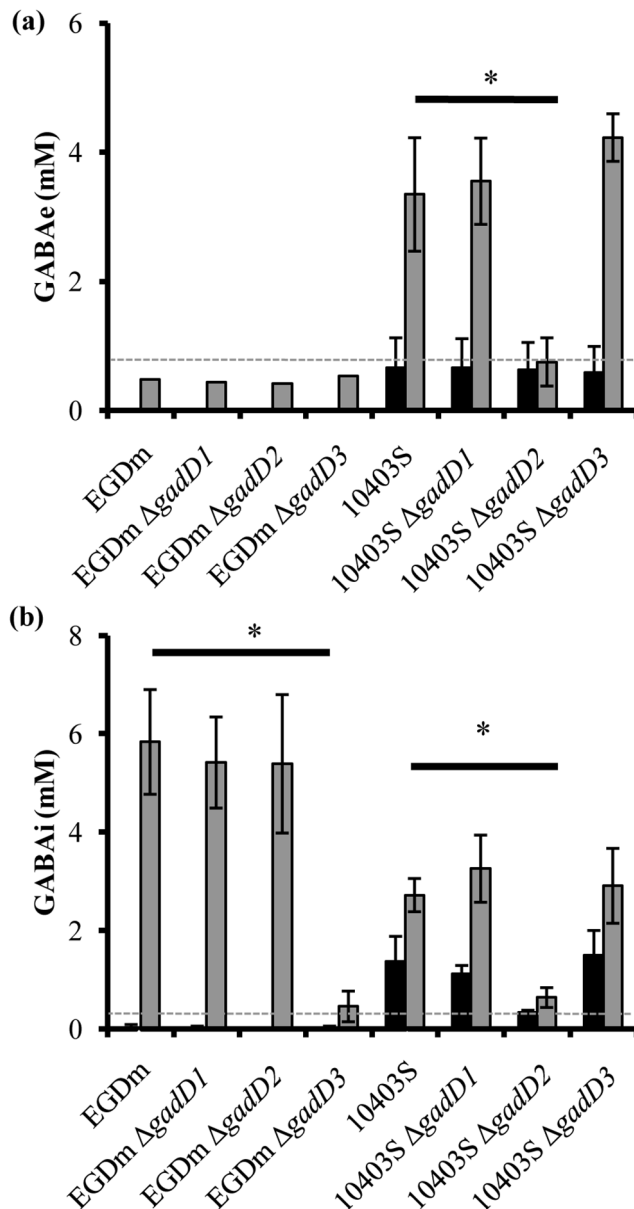 (a)
6
4
2
0
GABAe (mM)
*
EGDm
EGDm ΔgadD1
EGDm ΔgadD2
EGDm ΔgadD3
10403S
10403S ΔgadD1
10403S ΔgadD2
10403S ΔgadD3
(b)
8
6
4
2
0
GABAi (mM)
*
*
EGDm
EGDm ΔgadD1
EGDm ΔgadD2
EGDm ΔgadD3
10403S
10403S ΔgadD1
10403S ΔgadD2
10403S ΔgadD3